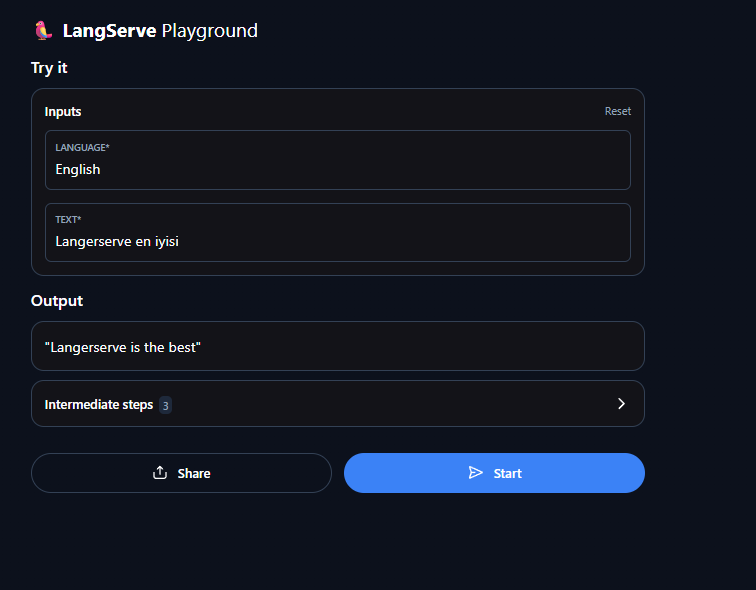 LangServe Playground
Try it
Inputs
Reset
LANGUAGE*
English
TEXT*
Langerserve en iyisi
Output
"Langerserve is the best"
Intermediate steps 3
Share
Start